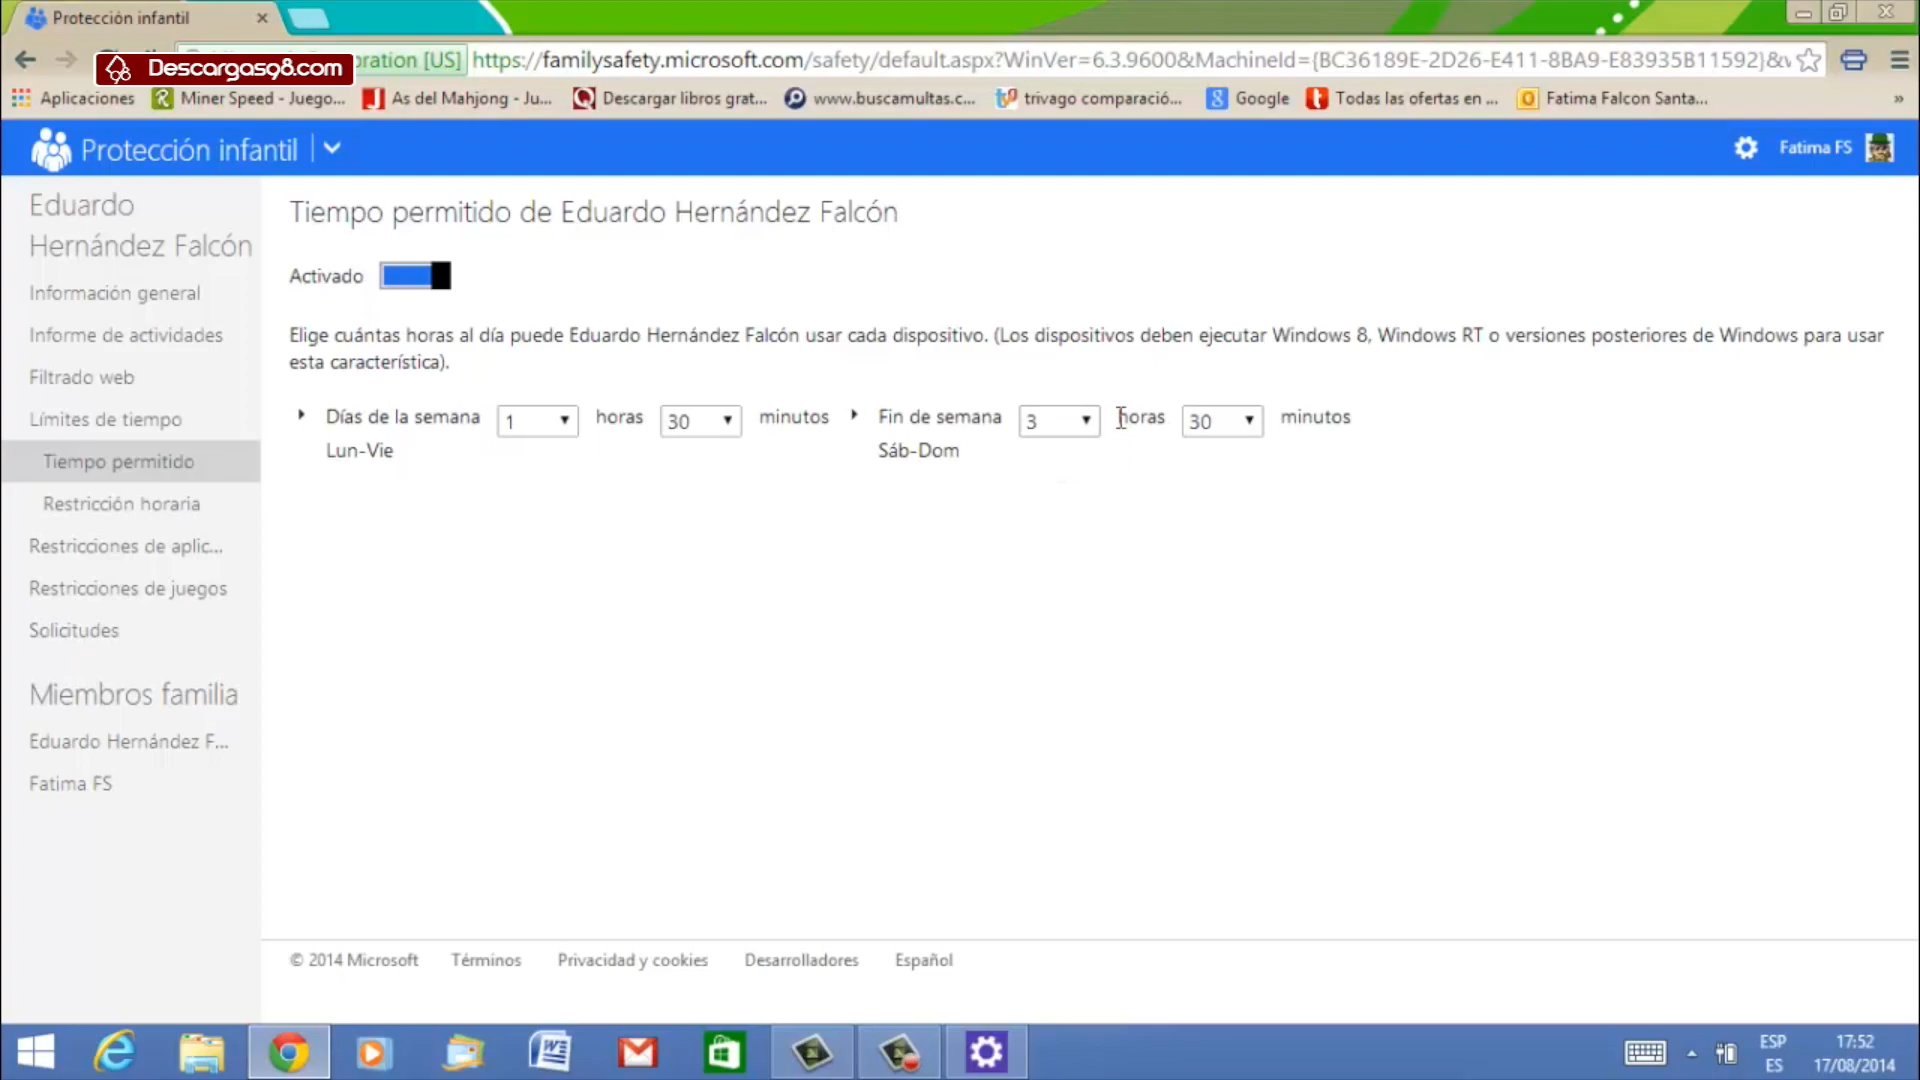 Protección infantil
Descargas98.com
oration [US] https://familysafety.microsoft.com/safety/default.aspx?WinVer=6.3.9600&MachineId={BC36189E-2D26-E411-8BA9-E83935B11592}&v
Aplicaciones Miner Speed - Juego... As del Mahjong - Ju... Descargar libros grat... www.buscamultas.c... trivago comparació... Google Todas las ofertas en ... Fatima Falcon Santa... »
Protección infantil Fatima FS
Eduardo
Hernández Falcón
Información general
Informe de actividades
Filtrado web
Límites de tiempo
Tiempo permitido
Restricción horaria
Restricciones de aplic...
Restricciones de juegos
Solicitudes
Miembros familia
Eduardo Hernández F...
Fatima FS
Tiempo permitido de Eduardo Hernández Falcón
Activado
Elige cuántas horas al día puede Eduardo Hernández Falcón usar cada dispositivo. (Los dispositivos deben ejecutar Windows 8, Windows RT o versiones posteriores de Windows para usar
esta característica).
Días de la semana 1 horas 30 minutos Fin de semana 3 horas 30 minutos
Lun-Vie Sáb-Dom
© 2014 Microsoft Términos Privacidad y cookies Desarrolladores Español
ESP 17:52
ES 17/08/2014